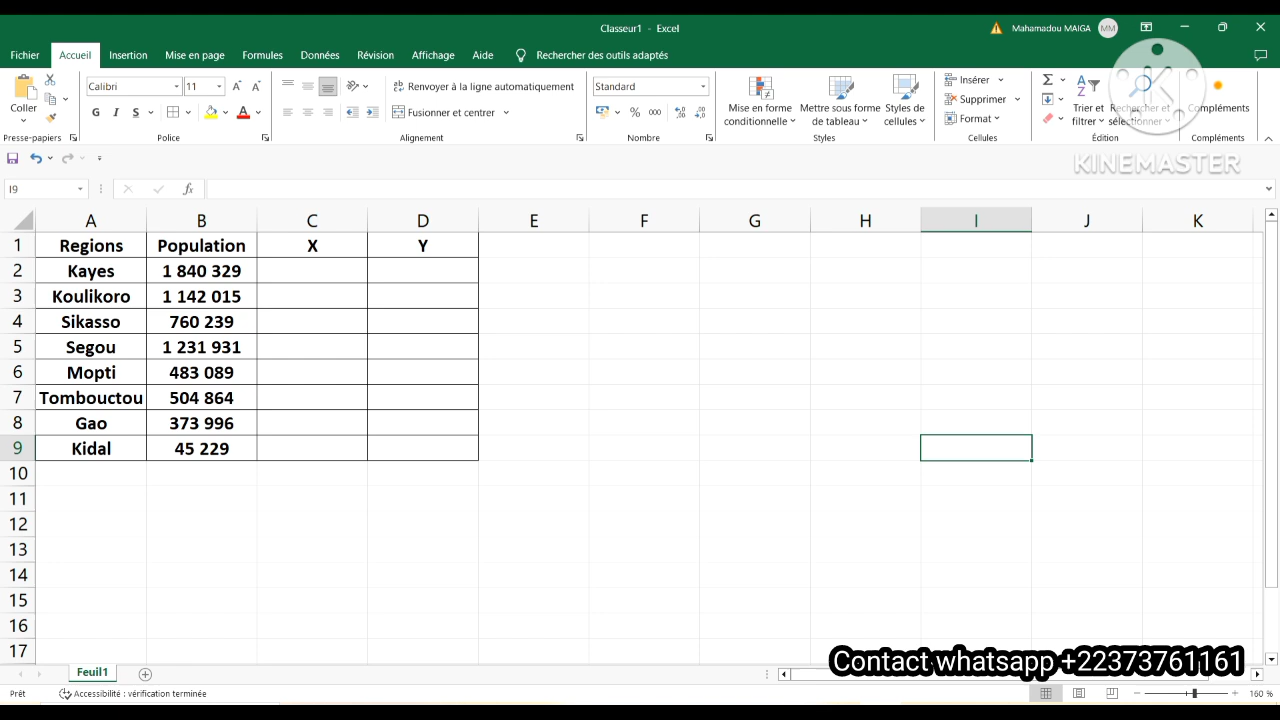 Classeur1 - Excel
Mahamadou MAIGA MM
Fichier Accueil Insertion Mise en page Formules Données Révision Affichage Aide Rechercher des outils adaptés
Coller
Calibri 11
Renvoyer à la ligne automatiquement
Standard
Insérer
G I S
Fusionner et centrer
% 000
Mise en forme conditionnelle
Mettre sous forme de tableau
Styles de cellules
Supprimer
Format
Trier et filtrer
Rechercher et sélectionner
Compléments
Presse-papiers Police Alignement Nombre Styles Cellules Édition Compléments
KINEMASTER
I9 fx
A B C D E F G H I J K
1 Regions Population X Y
2 Kayes 1 840 329
3 Koulikoro 1 142 015
4 Sikasso 760 239
5 Segou 1 231 931
6 Mopti 483 089
7 Tombouctou 504 864
8 Gao 373 996
9 Kidal 45 229
10
11
12
13
14
15
16
17
Contact whatsapp +22373761161
Feuil1
Prêt Accessibilité : vérification terminée 160 %